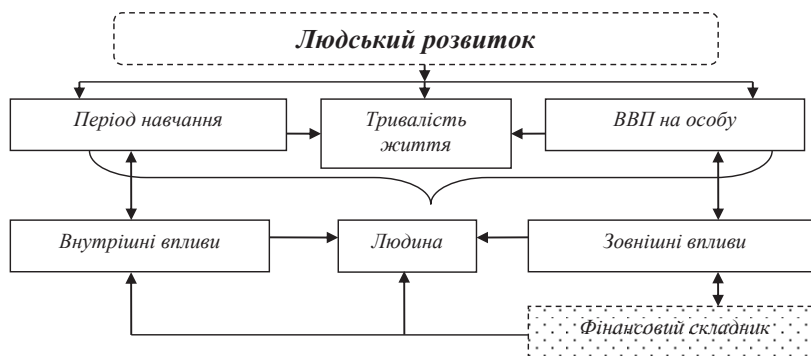 Людський розвиток
Період навчання
Тривалість
життя
ВВП на особу
Внутрішні впливи
Людина
Зовнішні впливи
Фінансовий складник